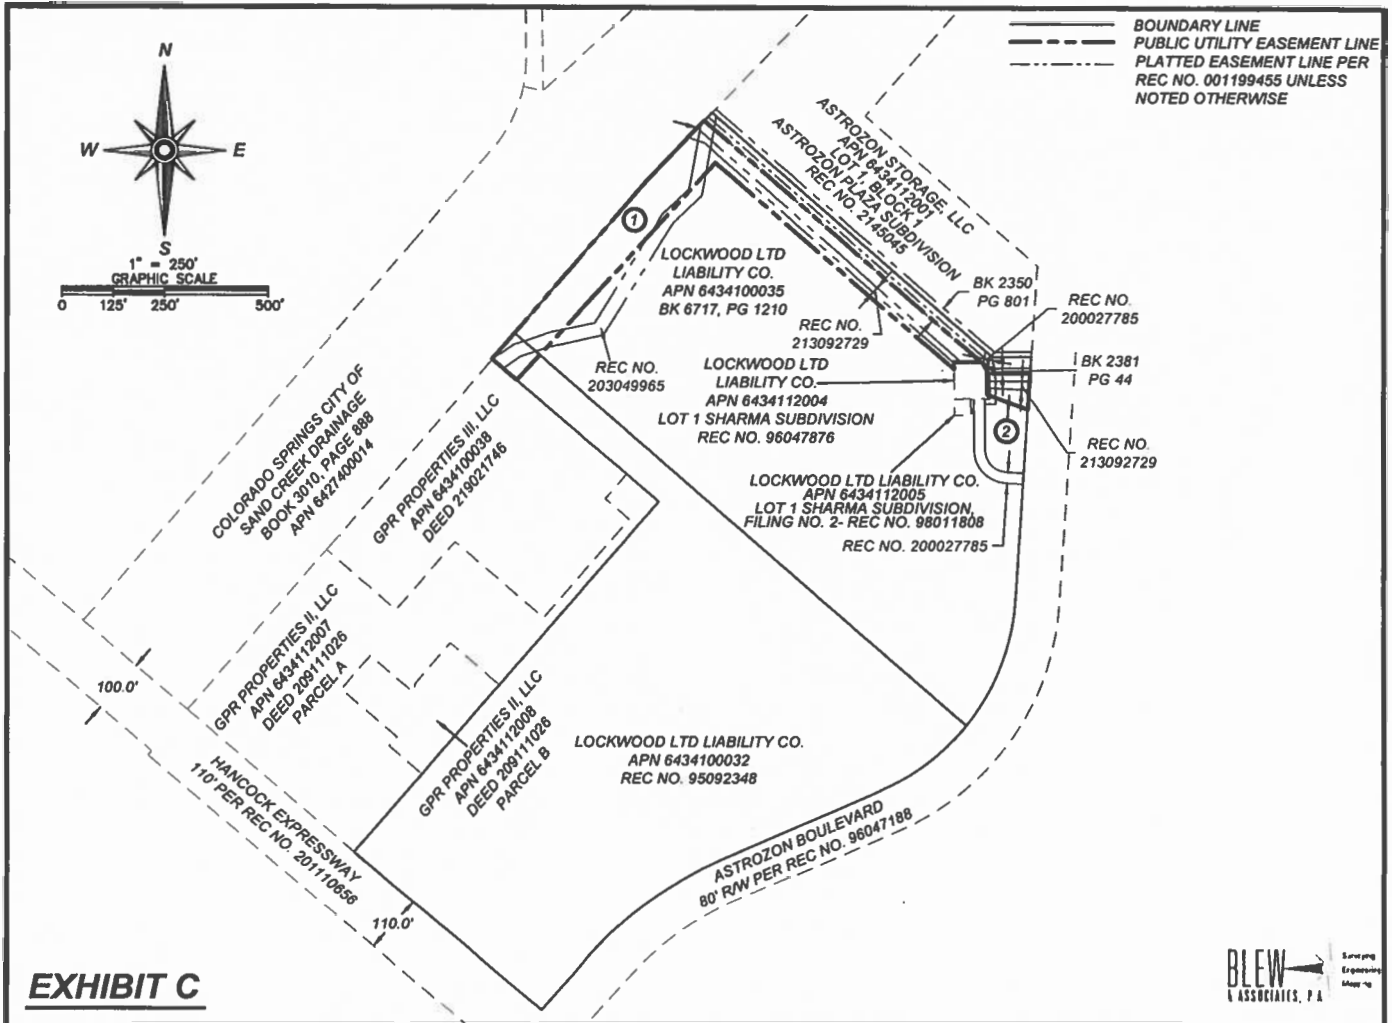 BOUNDARY LINE
PUBLIC UTILITY EASEMENT LINE
PLATTED EASEMENT LINE PER
REC NO. 001199455 UNLESS
NOTED OTHERWISE
N
W
E
S
1" = 250'
GRAPHIC SCALE
0 125' 250' 500'
ASTROZON STORAGE, LLC
APN 6434112001
LOT 1, BLOCK 1
ASTROZON PLAZA SUBDIVISION
REC NO. 2145045
1
LOCKWOOD LTD
LIABILITY CO.
APN 6434100035
BK 6717, PG 1210
BK 2350
PG 801
REC NO.
200027785
REC NO.
213092729
REC NO.
203049965
LOCKWOOD LTD
LIABILITY CO.
APN 6434112004
LOT 1 SHARMA SUBDIVISION
REC NO. 96047876
BK 2381
PG 44
2
REC NO.
213092729
LOCKWOOD LTD LIABILITY CO.
APN 6434112005
LOT 1 SHARMA SUBDIVISION,
FILING NO. 2- REC NO. 98011808
REC NO. 200027785
COLORADO SPRINGS CITY OF
SAND CREEK DRAINAGE
BOOK 3010, PAGE 888
APN 6427400014
GPR PROPERTIES III, LLC
APN 6434100038
DEED 219021746
GPR PROPERTIES II, LLC
APN 6434112007
DEED 209111026
PARCEL A
100.0'
GPR PROPERTIES II, LLC
APN 6434112008
DEED 209111026
PARCEL B
LOCKWOOD LTD LIABILITY CO.
APN 6434100032
REC NO. 95092348
HANCOCK EXPRESSWAY
110' PER REC NO. 201110656
110.0'
ASTROZON BOULEVARD
80' R/W PER REC NO. 96047188
EXHIBIT C
BLEW
& ASSOCIATES, P.A
Surveying
Engineering